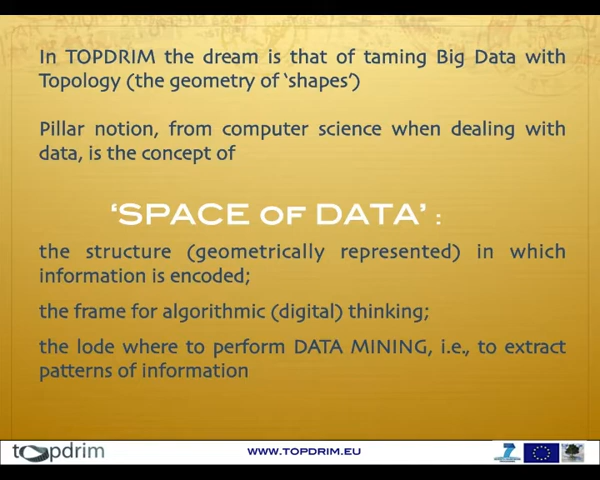 In TOPDRIM the dream is that of taming Big Data with
Topology (the geometry of ‘shapes’)
Pillar notion, from computer science when dealing with
data, is the concept of
‘SPACE OF DATA’ :
the structure (geometrically represented) in which
information is encoded;
the frame for algorithmic (digital) thinking;
the lode where to perform DATA MINING, i.e., to extract
patterns of information
topdrim
WWW.TOPDRIM.EU